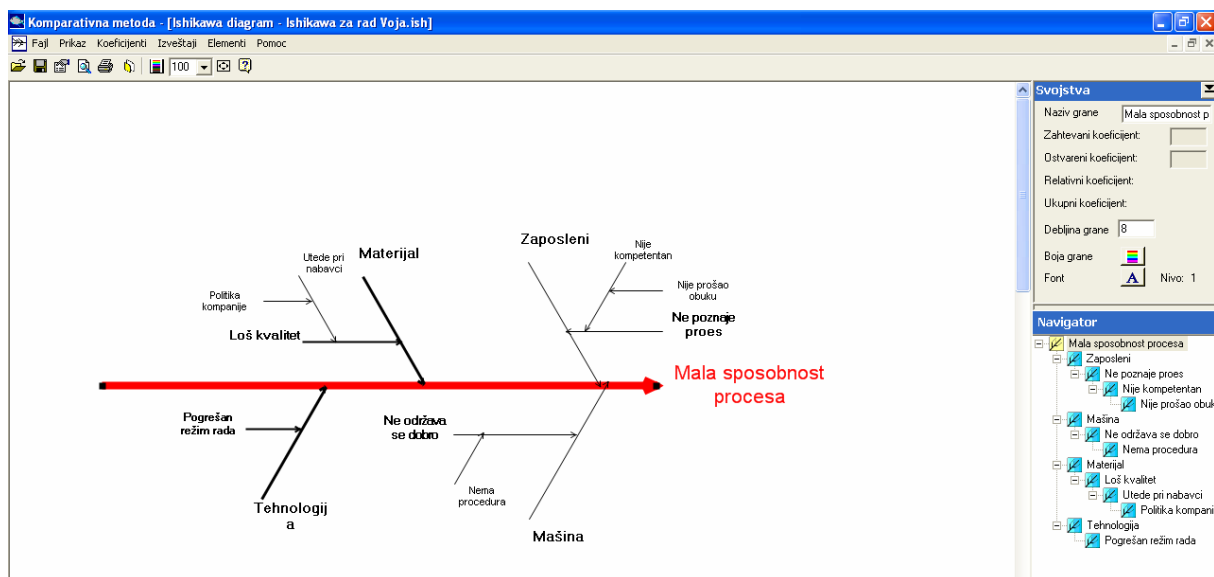 Komparativna metoda - [Ishikawa diagram - Ishikawa za rad Voja.ish]
Fajl Prikaz Koeficijenti Izveštaji Elementi Pomoc
100
Utede pri
nabavci
Materijal
Politika
kompanije
Loš kvalitet
Zaposleni
Nije
kompetentan
Nije prošao
obuku
Ne poznaje
proes
Mala sposobnost
procesa
Pogrešan
režim rada
Tehnologij
a
Ne održava
se dobro
Nema
procedura
Mašina
Svojstva
Naziv grane Mala sposobnost p
Zahtevani koeficijent:
Ostvareni koeficijent:
Relativni koeficijent:
Ukupni koeficijent:
Debljina grane 8
Boja grane
Font A Nivo: 1
Navigator
Mala sposobnost procesa
Zaposleni
Ne poznaje proes
Nije kompetentan
Nije prošao obuk
Mašina
Ne održava se dobro
Nema procedura
Materijal
Loš kvalitet
Utede pri nabavci
Politika kompani
Tehnologija
Pogrešan režim rada